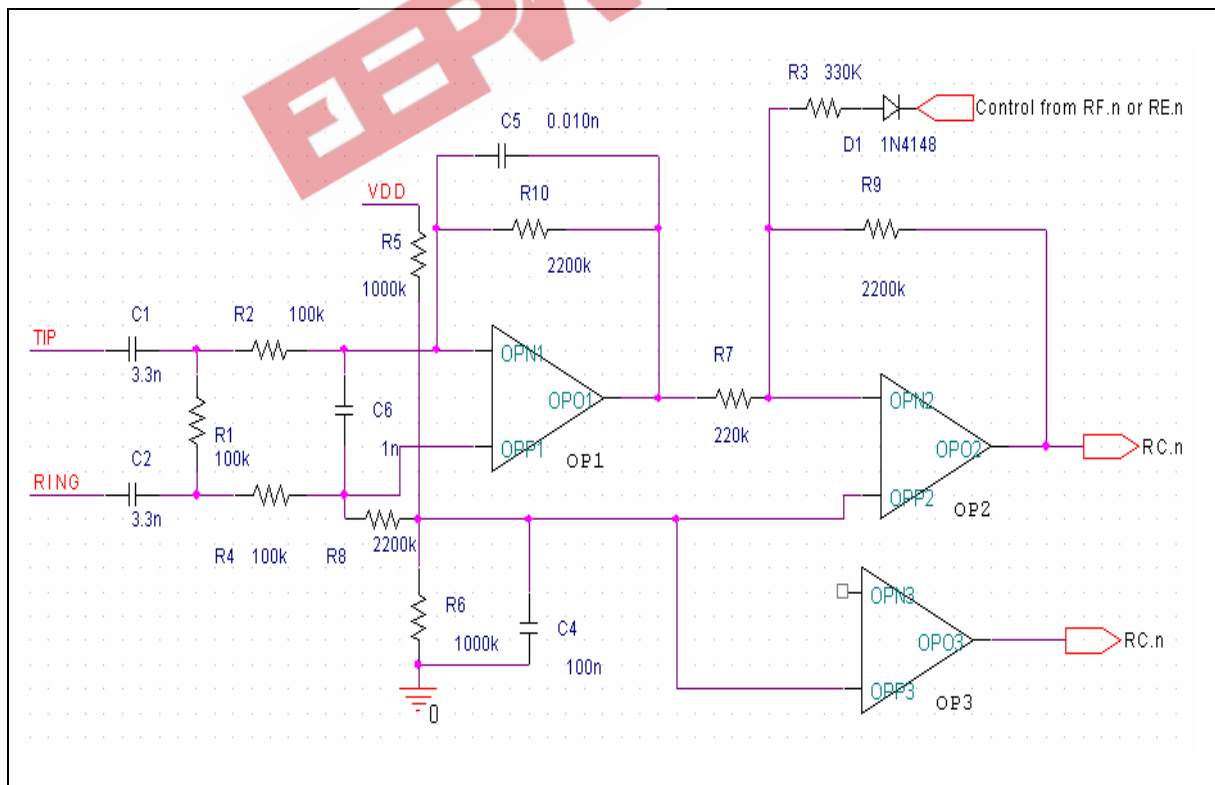 EEPW
R3 330K
Control from RF.n or RE.n
D1 1N4148
C5 0.010n
VDD
R10
R9
R5
2200k
2200k
1000k
C1
R2 100k
TIP
3.3n
OPN1
R7
C6
OPO1
OPN2
R1
100k
1n
220k
C2
OPP1
OPO2
RC.n
OP1
RING
3.3n
OPP2
OP2
2200k
R4 100k
R8
R6
C4
OPN3
1000k
100n
OPO3
RC.n
OPP3
OP3
0